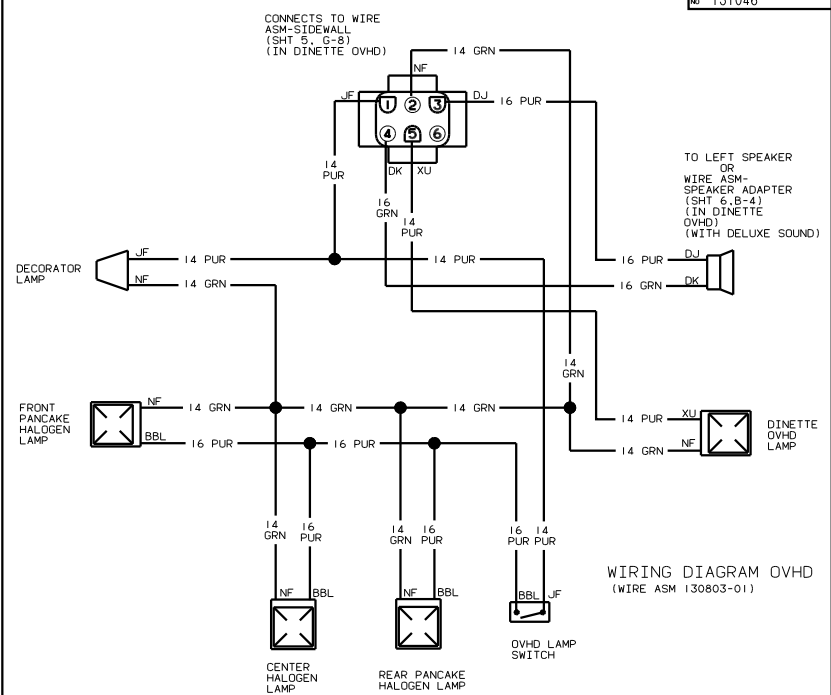 NO 131046
CONNECTS TO WIRE
ASM-SIDEWALL
(SHT 5, G-8)
(IN DINETTE OVHD)
14 GRN
NF
JF
1
2
3
DJ
16 PUR
4
5
6
DK
XU
14
PUR
16
GRN
14
PUR
TO LEFT SPEAKER
OR
WIRE ASM-
SPEAKER ADAPTER
(SHT 6,B-4)
(IN DINETTE
OVHD)
(WITH DELUXE SOUND)
DECORATOR
LAMP
JF
14 PUR
14 PUR
16 PUR
DJ
NF
14 GRN
16 GRN
DK
14
GRN
FRONT
PANCAKE
HALOGEN
LAMP
NF
14 GRN
14 GRN
14 GRN
BBL
16 PUR
16 PUR
14 PUR
XU
14 GRN
NF
DINETTE
OVHD
LAMP
14
GRN
16
PUR
14
GRN
16
PUR
16
PUR
14
PUR
NF
BBL
NF
BBL
BBL
JF
WIRING DIAGRAM OVHD
(WIRE ASM 130803-01)
CENTER
HALOGEN
LAMP
REAR PANCAKE
HALOGEN LAMP
OVHD LAMP
SWITCH